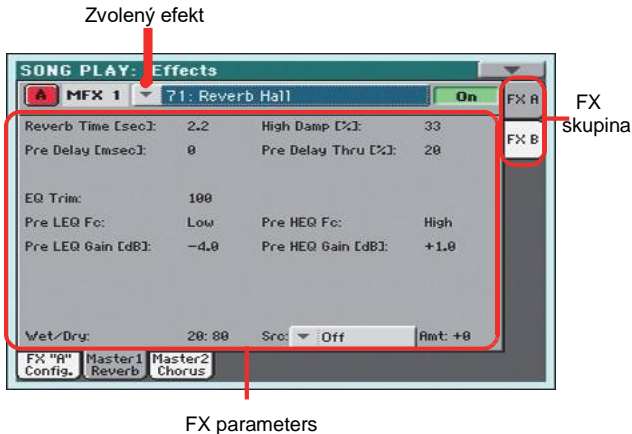 Zvolený efekt
SONG PLAY: Effects
A MFX 1 71: Reverb Hall On
FX A
FX B
FX
skupina
Reverb Time [sec]: 2.2 High Damp [%]: 33
Pre Delay [msec]: 0 Pre Delay Thru [%]: 20
EQ Trim: 100
Pre LEQ Fc: Low Pre HEQ Fc: High
Pre LEQ Gain [dB]: -4.0 Pre HEQ Gain [dB]: +1.0
Wet/Dry: 20:80 Src: Off Amt: +0
FX "A" Master1 Master2
Config. Reverb Chorus
FX parameters